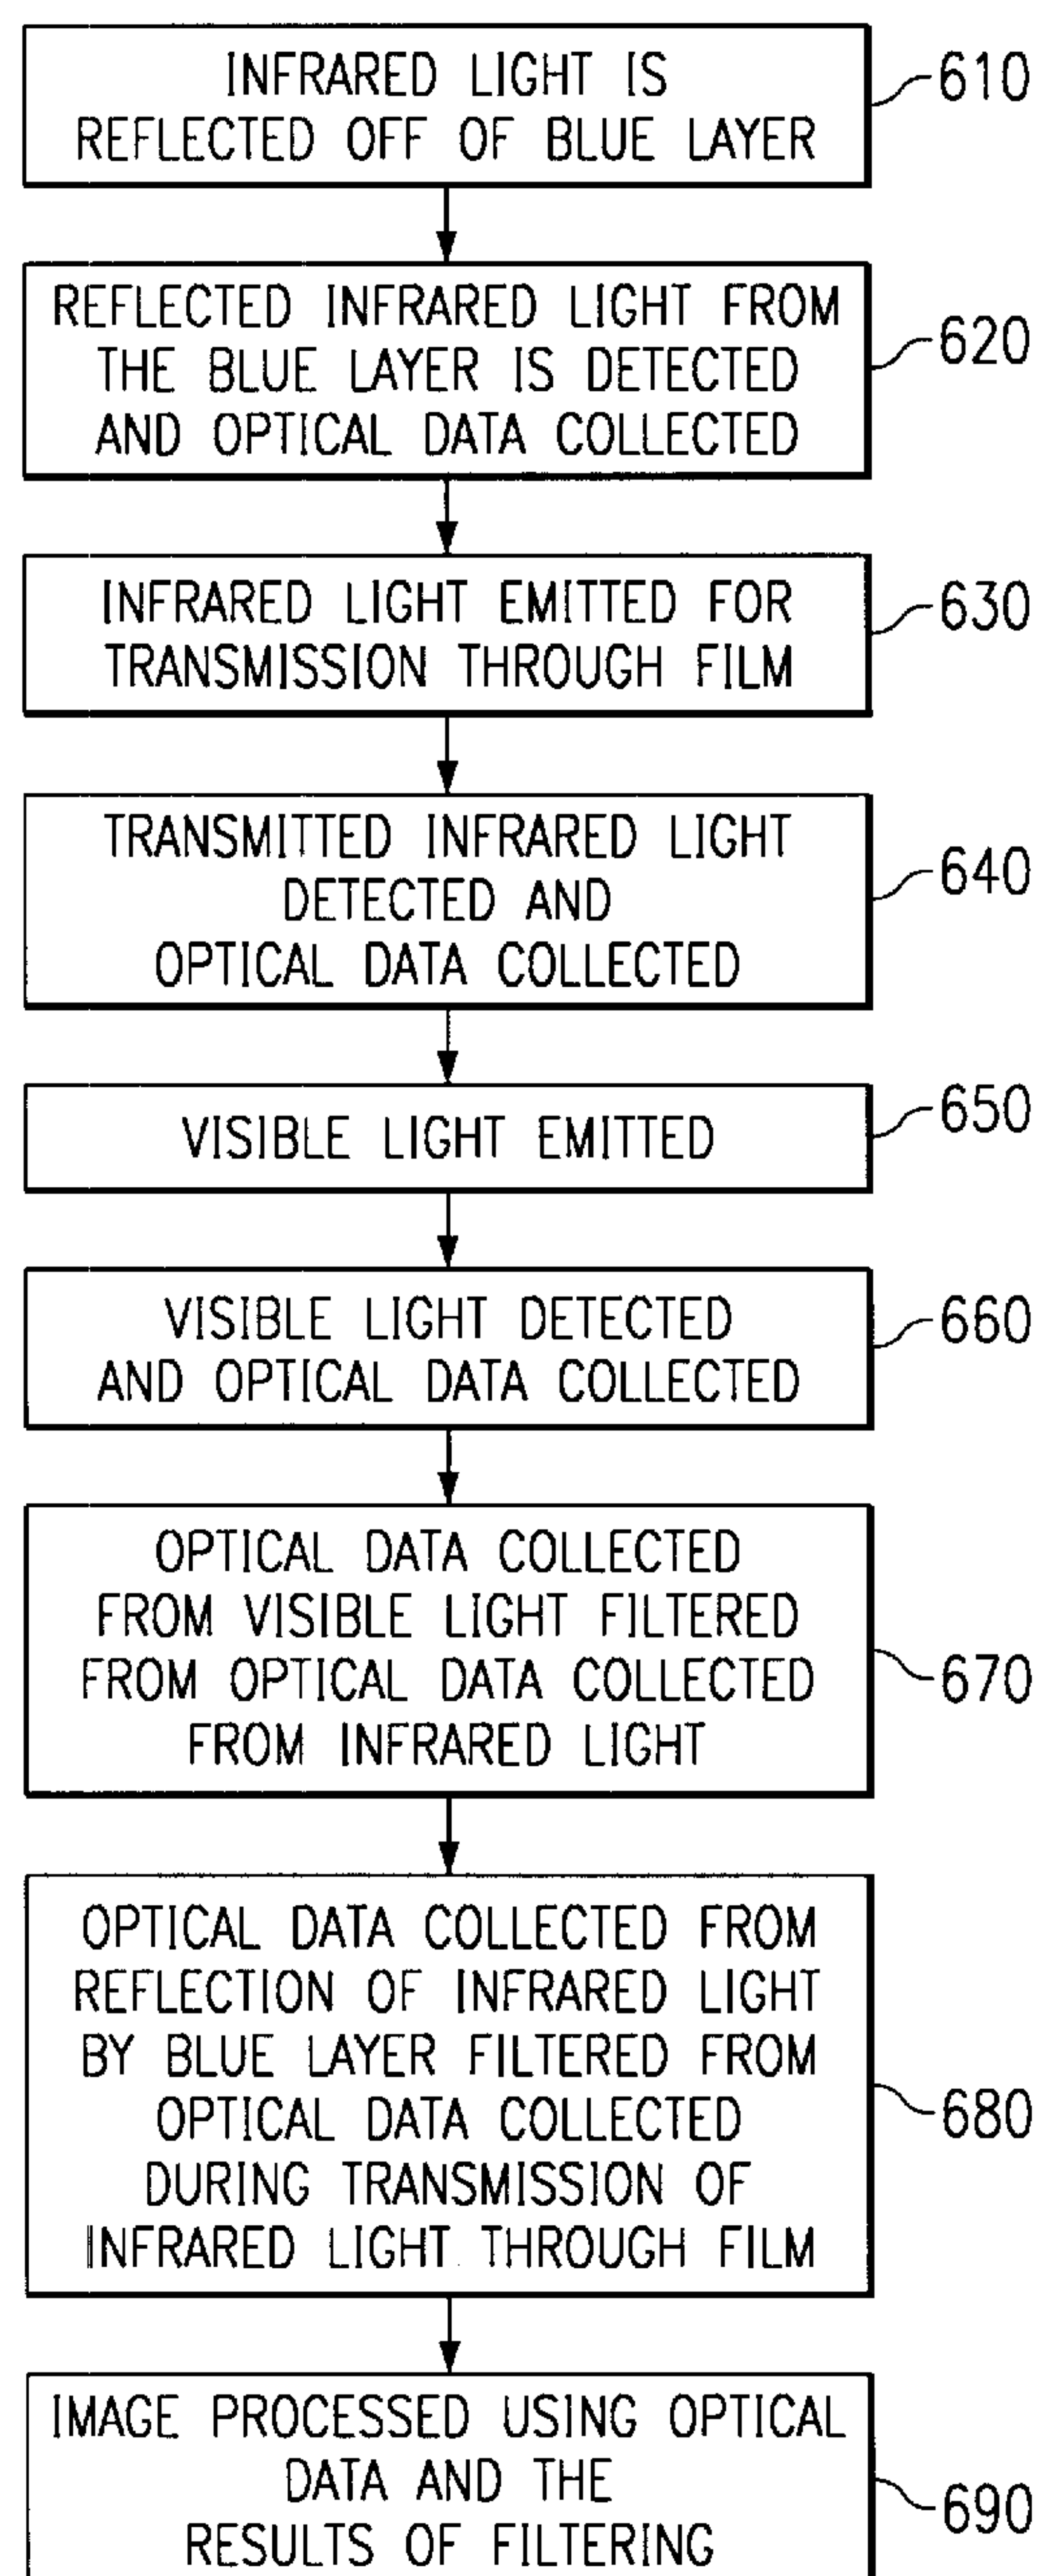 INFRARED LIGHT IS
REFLECTED OFF OF BLUE LAYER
610
REFLECTED INFRARED LIGHT FROM
THE BLUE LAYER IS DETECTED
AND OPTICAL DATA COLLECTED
620
INFRARED LIGHT EMITTED FOR
TRANSMISSION THROUGH FILM
630
TRANSMITTED INFRARED LIGHT
DETECTED AND
OPTICAL DATA COLLECTED
640
VISIBLE LIGHT EMITTED
650
VISIBLE LIGHT DETECTED
AND OPTICAL DATA COLLECTED
660
OPTICAL DATA COLLECTED
FROM VISIBLE LIGHT FILTERED
FROM OPTICAL DATA COLLECTED
FROM INFRARED LIGHT
670
OPTICAL DATA COLLECTED FROM
REFLECTION OF INFRARED LIGHT
BY BLUE LAYER FILTERED FROM
OPTICAL DATA COLLECTED
DURING TRANSMISSION OF
INFRARED LIGHT THROUGH FILM
680
IMAGE PROCESSED USING OPTICAL
DATA AND THE
RESULTS OF FILTERING
690